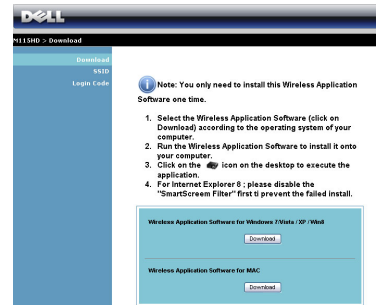 DELL
M115HD > Download
Download
SSID
Login Code
Note: You only need to install this Wireless Application
Software one time.
1. Select the Wireless Application Software (click on
Download) according to the operating system of your
computer.
2. Run the Wireless Application Software to install it onto
your computer.
3. Click on the icon on the desktop to execute the
application.
4. For Internet Explorer 8 ; please disable the
"SmartScreem Filter" first ti prevent the failed install.
Wireless Application Software for Windows 7/Vista / XP /Win8
Download
Wireless Application Software for MAC
Download